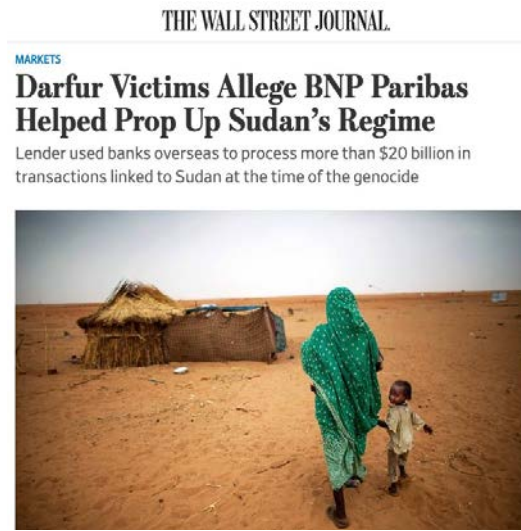 THE WALL STREET JOURNAL.
MARKETS
Darfur Victims Allege BNP Paribas
Helped Prop Up Sudan's Regime
Lender used banks overseas to process more than $20 billion in
transactions linked to Sudan at the time of the genocide